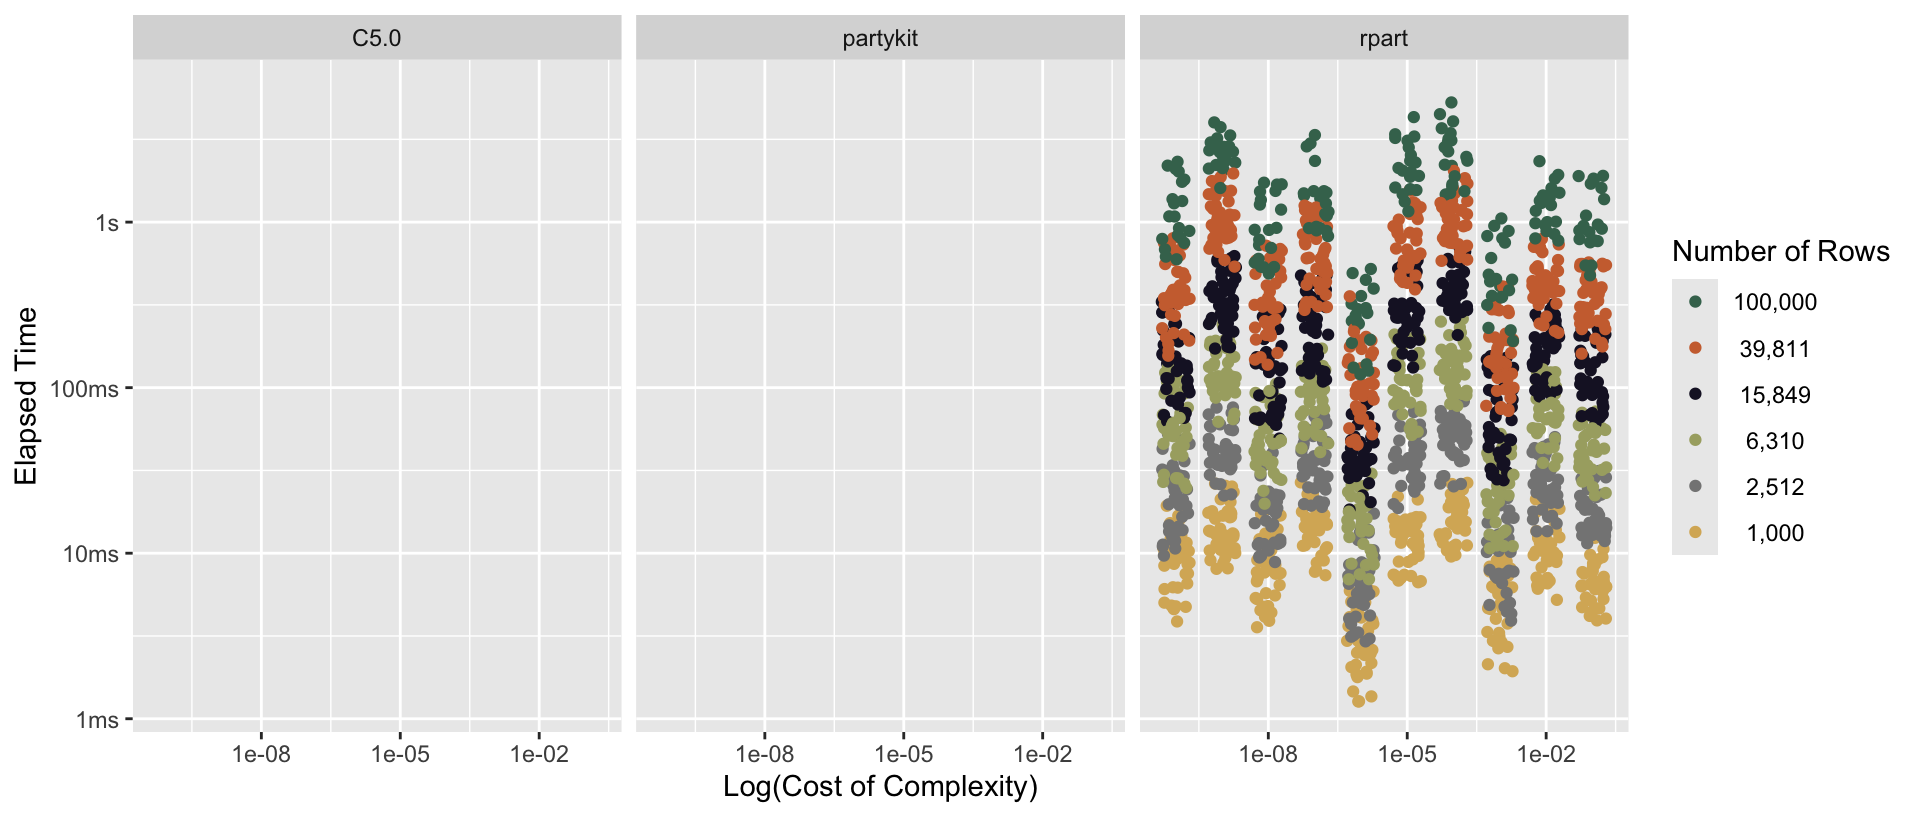 C5.0 partykit rpart
Elapsed Time
1s
100ms
10ms
1ms
1e-08 1e-05 1e-02 1e-08 1e-05 1e-02 1e-08 1e-05 1e-02
Log(Cost of Complexity)
Number of Rows
100,000
39,811
15,849
6,310
2,512
1,000